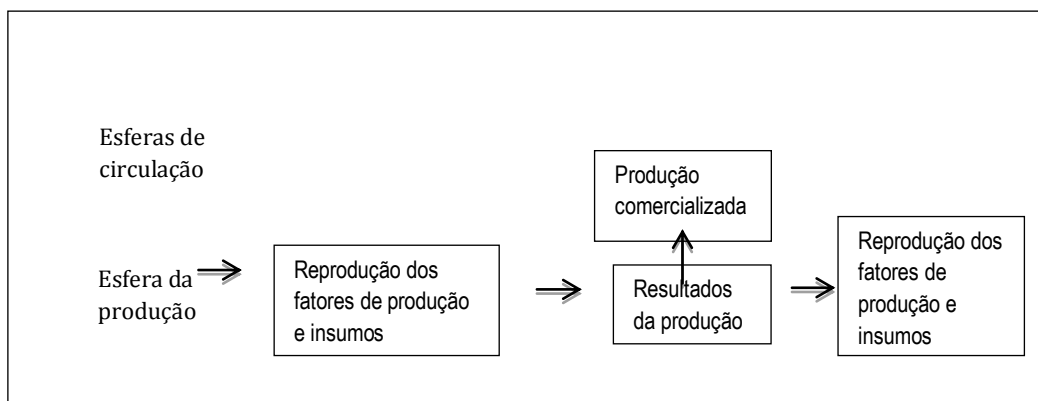 Esferas de
circulação
Produção
comercializada
Esfera da
produção
Reprodução dos
fatores de produção
e insumos
Resultados
da produção
Reprodução dos
fatores de
produção e
insumos